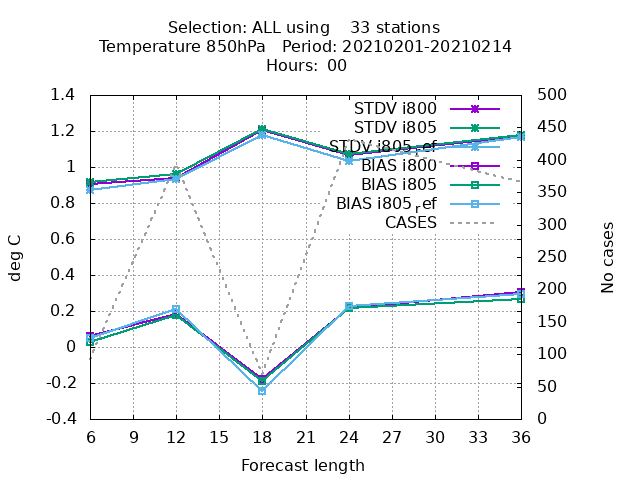 Selection: ALL using 33 stations
Temperature 850hPa Period: 20210201-20210214
Hours: 00
1.4
1.2
1
0.8
0.6
0.4
0.2
0
-0.2
-0.4
500
450
400
350
300
250
200
150
100
50
0
STDV i800
STDV i805
STDV i805_ref
BIAS i800
BIAS i805
BIAS i805_ref
CASES
deg C
No cases
6 9 12 15 18 21 24 27 30 33 36
Forecast length